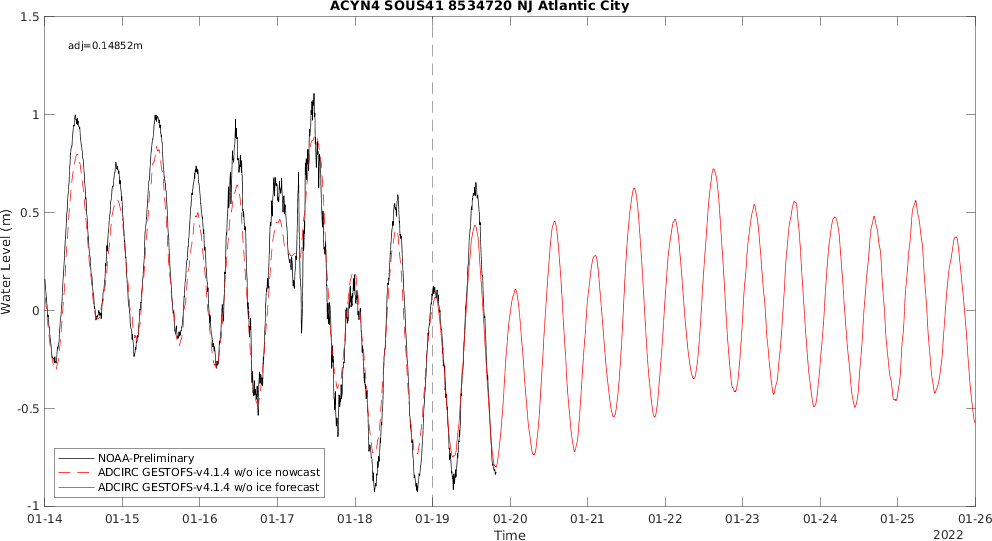 ACYN4 SOUS41 8534720 NJ Atlantic City
1.5
adj=0.14852m
1
0.5
Water Level (m)
0
-0.5
NOAA-Preliminary
ADCIRC GESTOFS-v4.1.4 w/o ice nowcast
ADCIRC GESTOFS-v4.1.4 w/o ice forecast
-1
01-14 01-15 01-16 01-17 01-18 01-19 01-20 01-21 01-22 01-23 01-24 01-25 01-26
Time
2022